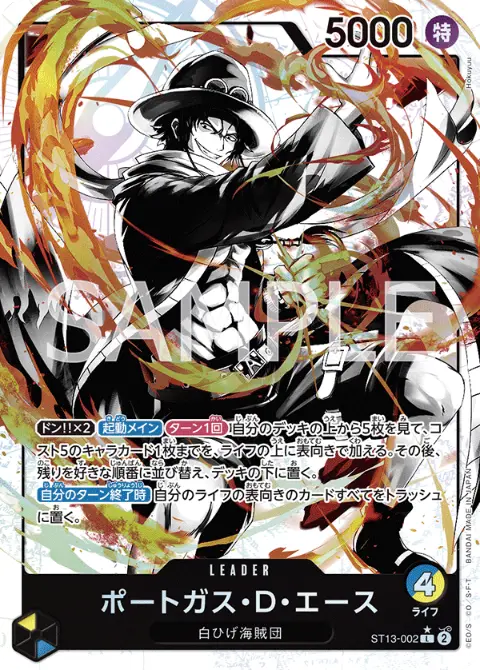 5000 特
Hokuyuu
SAMPLE
ドン!!×2 起動メイン ターン1回 自分のデッキの上から5枚を見て、コ
スト5のキャラカード1枚までを、ライフの上に表向きで加える。その後、
残りを好きな順番に並び替え、デッキの下に置く。
自分のターン終了時 自分のライフの表向きのカードすべてをトラッシュ
に置く。
LEADER
ポートガス・D・エース
4
ライフ
白ひげ海賊団
ST13-002 L 2
©E.O/S ©O/S・F・T BANDAI MADE IN JAPAN